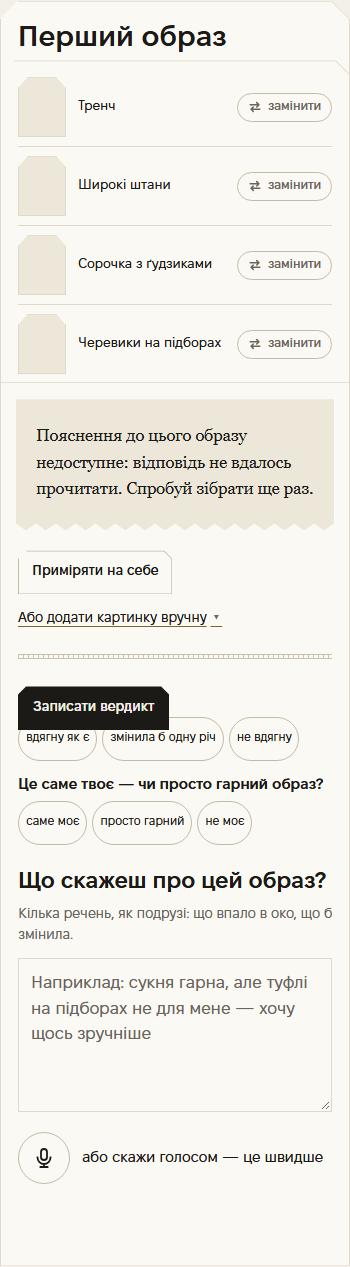 Перший образ
Тренч
замінити
Широкі штани
замінити
Сорочка з ґудзиками
замінити
Черевики на підборах
замінити
Пояснення до цього образу
недоступне: відповідь не вдалось
прочитати. Спробуй зібрати ще раз.
Приміряти на себе
Або додати картинку вручну
Записати вердикт
вдягну як є
змінила б одну річ
не вдягну
Це саме твоє — чи просто гарний образ?
саме моє
просто гарний
не моє
Що скажеш про цей образ?
Кілька речень, як подрузі: що впало в око, що б
змінила.
Наприклад: сукня гарна, але туфлі
на підборах не для мене — хочу
щось зручніше
або скажи голосом — це швидше